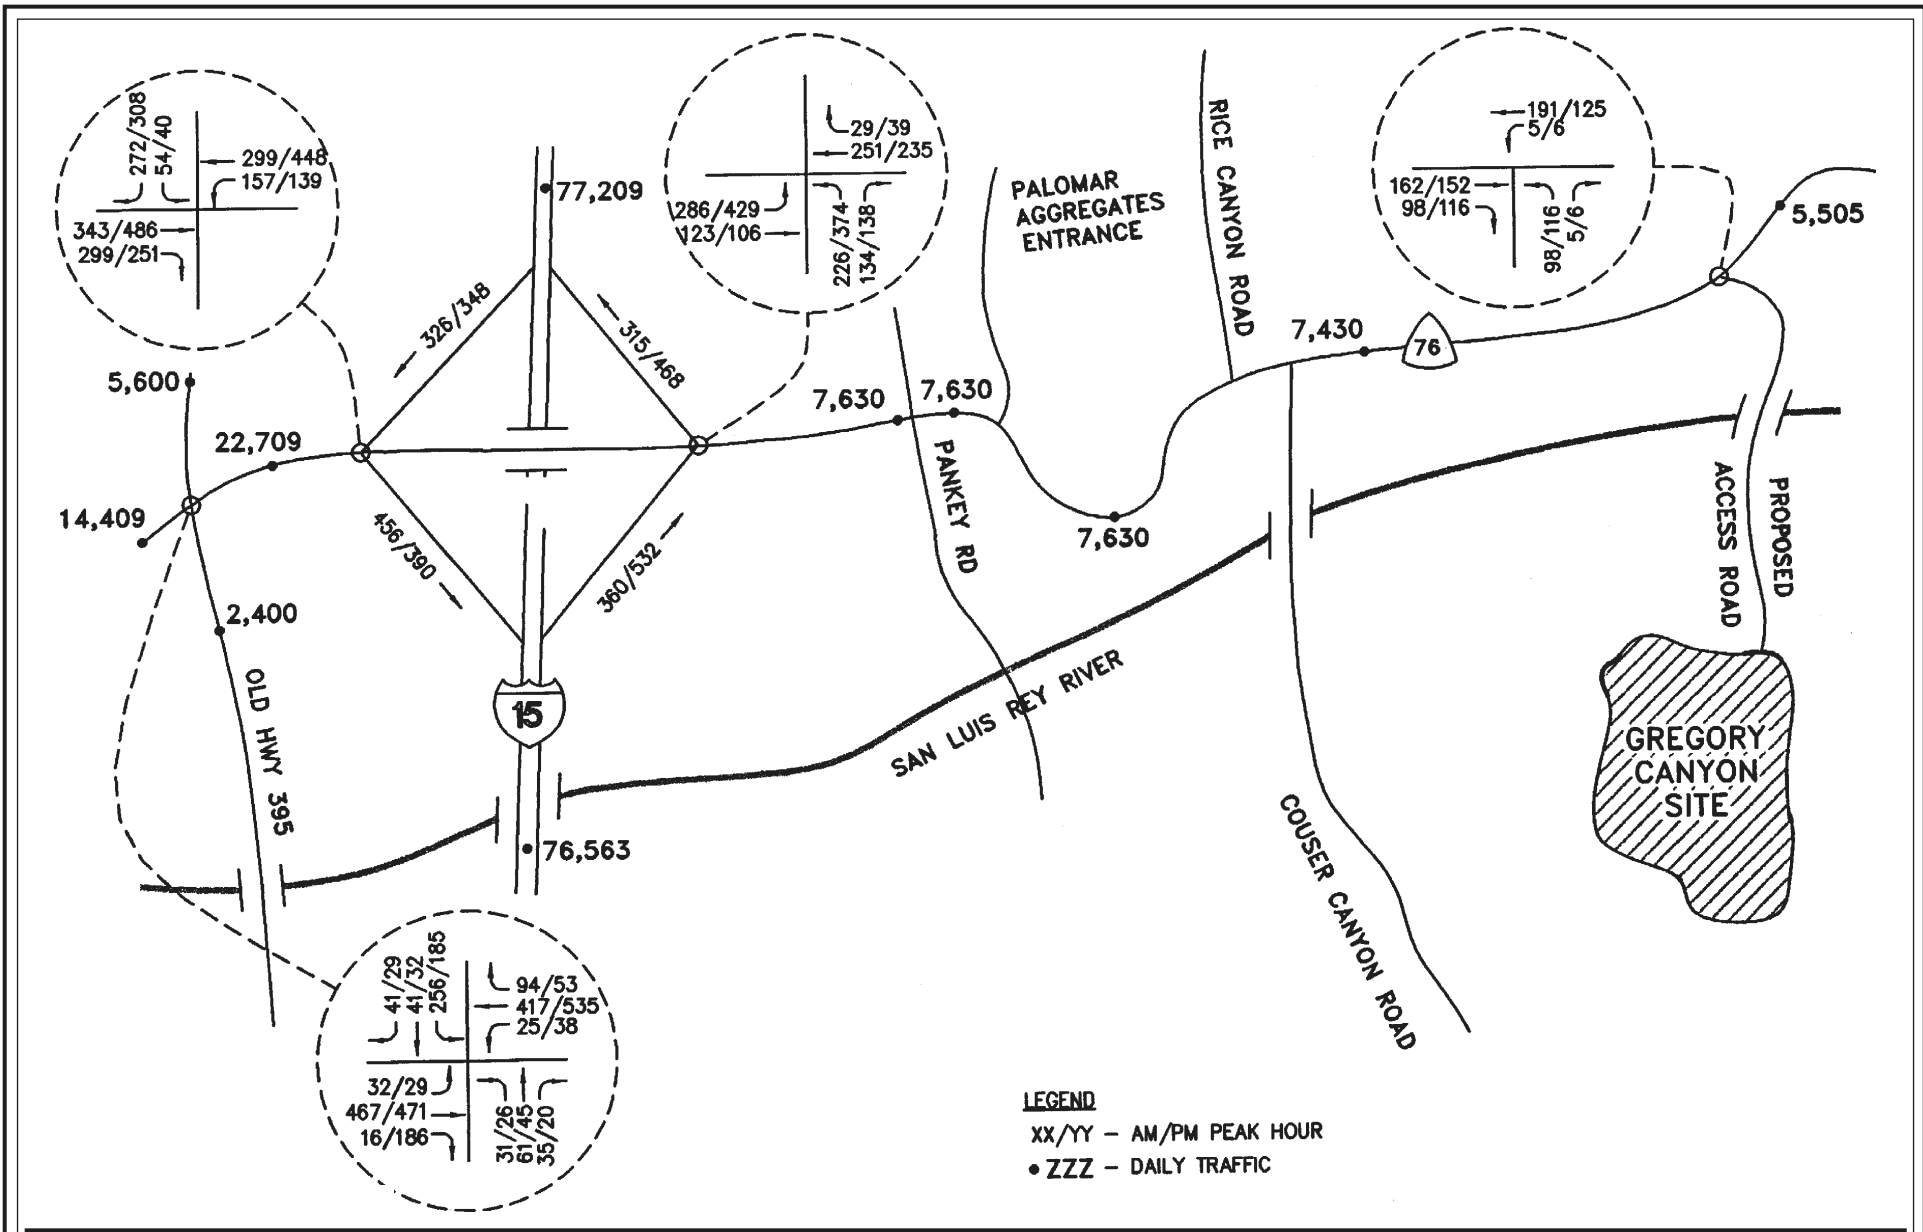 272/308
54/40
299/448
157/139
343/486
299/251
77,209
29/39
251/235
286/429
123/106
226/374
134/138
PALOMAR
AGGREGATES
ENTRANCE
RICE CANYON ROAD
191/125
5/6
162/152
98/116
98/116
5/6
5,505
326/348
315/468
7,430
76
5,600
22,709
14,409
7,630
7,630
7,630
PANKEY RD
456/390
360/532
2,400
OLD HWY 395
15
76,563
SAN LUIS REY RIVER
COUSER CANYON ROAD
PROPOSED
ACCESS ROAD
GREGORY
CANYON
SITE
41/29
41/32
256/185
94/53
417/535
25/38
32/29
467/471
16/186
31/26
61/45
35/20
LEGEND
XX/YY – AM/PM PEAK HOUR
• ZZZ – DAILY TRAFFIC